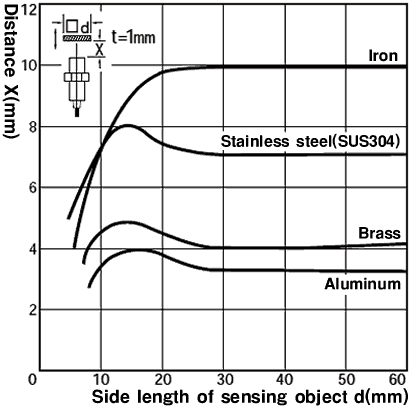 Distance X(mm)
12
10
8
6
4
2
0
d
X
t=1mm
Iron
Stainless steel(SUS304)
Brass
Aluminum
10
20
30
40
50
60
Side length of sensing object d(mm)